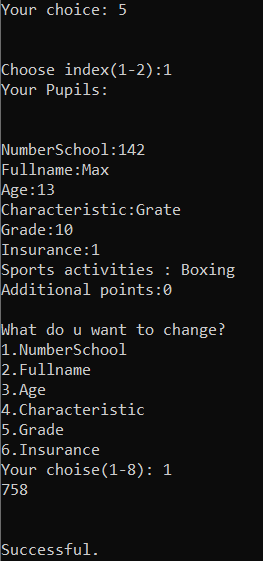 Your choice: 5
Choose index(1-2):1
Your Pupils:
NumberSchool:142
Fullname:Max
Age:13
Characteristic:Grate
Grade:10
Insurance:1
Sports activities : Boxing
Additional points:0
What do u want to change?
1.NumberSchool
2.Fullname
3.Age
4.Characteristic
5.Grade
6.Insurance
Your choise(1-8): 1
758
Successful.